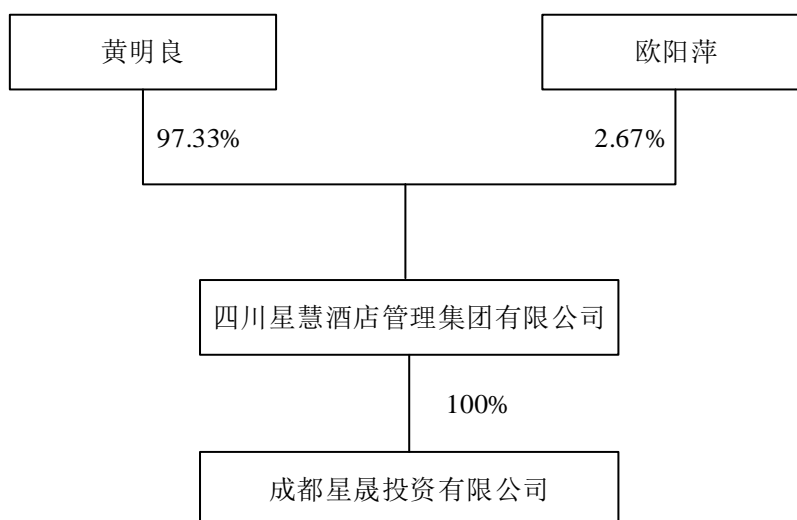 黄明良
欧阳萍
97.33%
2.67%
四川星慧酒店管理集团有限公司
100%
成都星晟投资有限公司